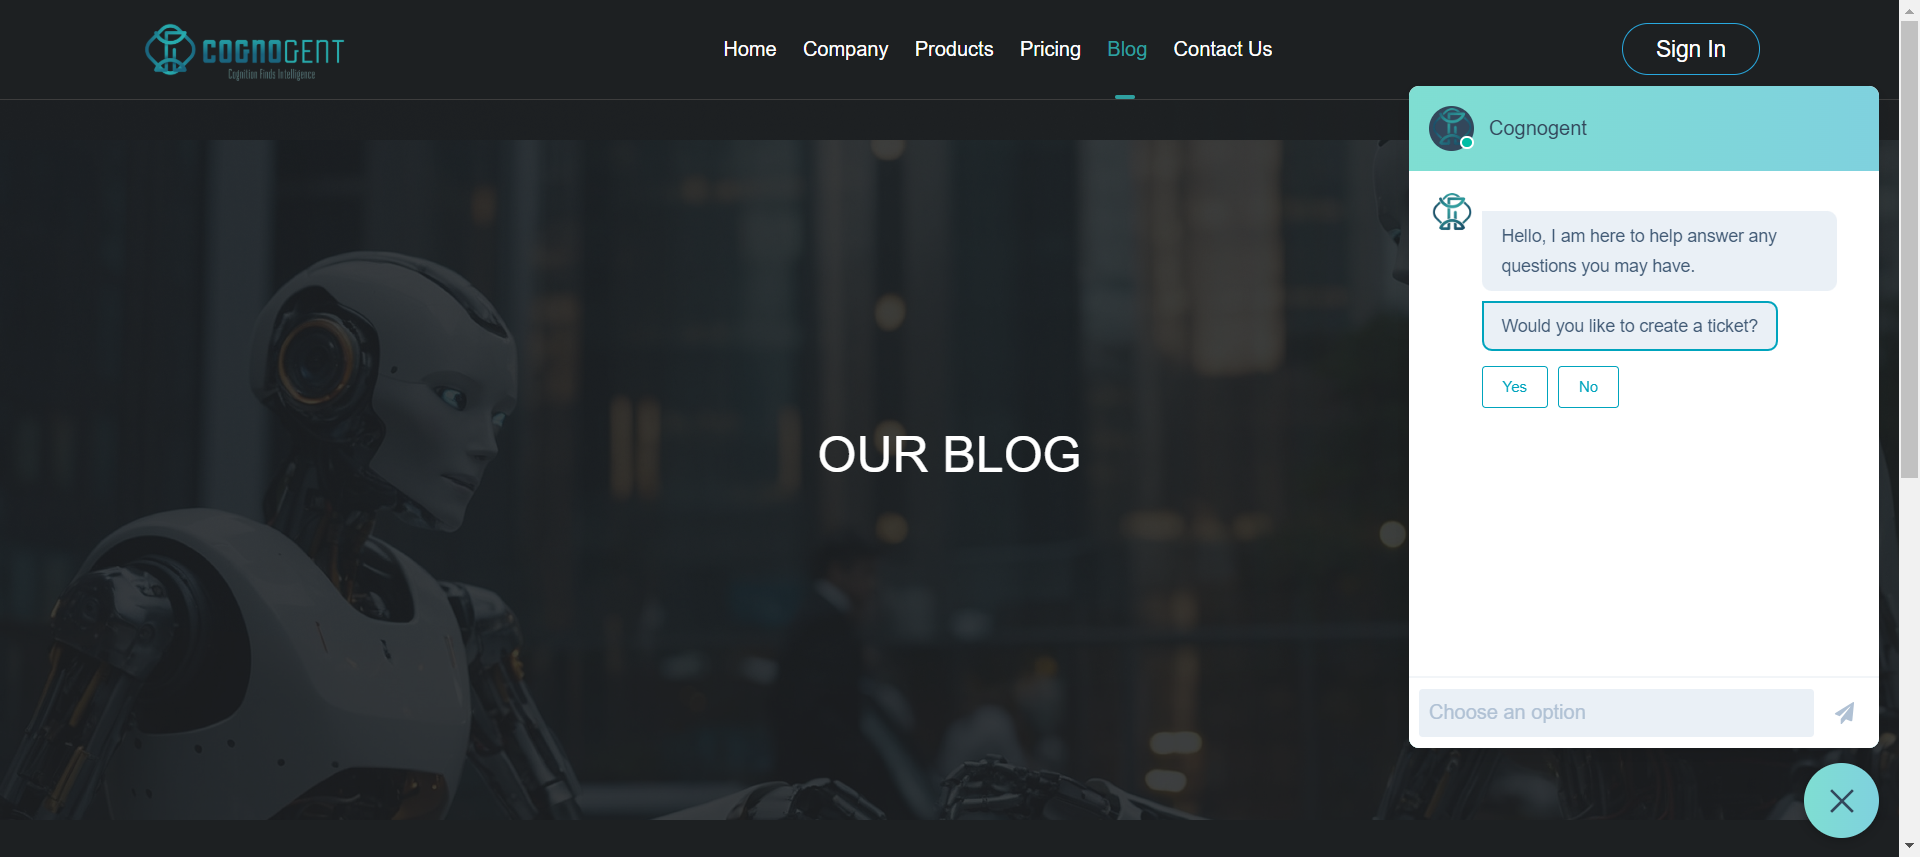 COGNOGENT
Cognition Finds Intelligence
Home Company Products Pricing Blog Contact Us
Sign In
OUR BLOG
Cognogent
Hello, I am here to help answer any
questions you may have.
Would you like to create a ticket?
Yes No
Choose an option